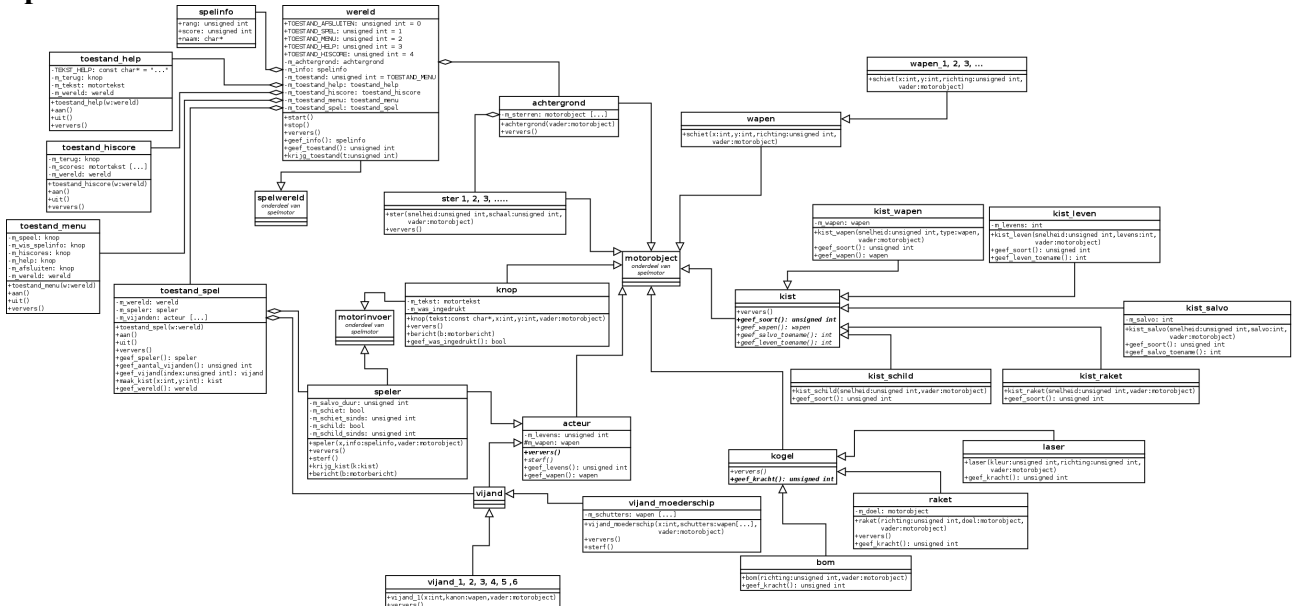 spelinfo
+rang: unsigned int
+score: unsigned int
+naam: char*
wereld
+TOESTAND_AFSLUITEN: unsigned int = 0
+TOESTAND_SPEL: unsigned int = 1
+TOESTAND_MENU: unsigned int = 2
+TOESTAND_HELP: unsigned int = 3
+TOESTAND_HISCORE: unsigned int = 4
-m_achtergrond: achtergrond
-m_info: spelinfo
-m_toestand: unsigned int = TOESTAND_MENU
-m_toestand_help: toestand_help
-m_toestand_hiscore: toestand_hiscore
-m_toestand_menu: toestand_menu
-m_toestand_spel: toestand_spel
+start()
+stop()
+ververs()
+geef_info(): spelinfo
+geef_toestand(): unsigned int
+krijg_toestand(t:unsigned int)
toestand_help
-TEKST_HELP: const char* = "..."
-m_terug: knop
-m_tekst: motortekst
-m_wereld: wereld
+toestand_help(w:wereld)
+aan()
+uit()
+ververs()
toestand_hiscore
-m_terug: knop
-m_scores: motortekst [...]
-m_wereld: wereld
+toestand_hiscore(w:wereld)
+aan()
+uit()
+ververs()
toestand_menu
-m_speel: knop
-m_wis_spelinfo: knop
-m_hiscores: knop
-m_help: knop
-m_afsluiten: knop
-m_wereld: wereld
+toestand_menu(w:wereld)
+aan()
+uit()
+ververs()
toestand_spel
-m_wereld: wereld
-m_speler: speler
-m_vijanden: acteur [...]
+toestand_spel(w:wereld)
+aan()
+uit()
+ververs()
+geef_speler(): speler
+geef_aantal_vijanden(): unsigned int
+geef_vijand(index:unsigned int): vijand
+maak_kist(x:int,y:int): kist
+geef_wereld(): wereld
spelwereld
onderdeel van
spelmotor
achtergrond
-m_sterren: motorobject [...]
+achtergrond(vader:motorobject)
+ververs()
ster 1, 2, 3, .....
+ster(snelheid:unsigned int,schaal:unsigned int,
vader:motorobject)
+ververs()
motorobject
onderdeel van
spelmotor
wapen_1, 2, 3, ...
+schiet(x:int,y:int,richting:unsigned int,
vader:motorobject)
wapen
+schiet(x:int,y:int,richting:unsigned int,
vader:motorobject)
knop
-m_tekst: motortekst
-m_was_ingedrukt
+knop(tekst:const char*,x:int,y:int,vader:motorobject)
+ververs()
+bericht(b:motorbericht)
+geef_was_ingedrukt(): bool
motorinvoer
onderdeel van
spelmotor
speler
-m_salvo_duur: unsigned int
-m_schiet: bool
-m_schiet_sinds: unsigned int
-m_schild: bool
-m_schild_sinds: unsigned int
+speler(x,info:spelinfo,vader:motorobject)
+ververs()
+sterf()
+krijg_kist(k:kist)
+bericht(b:motorbericht)
acteur
-m_levens: unsigned int
#m_wapen: wapen
+ververs()
+sterf()
+geef_levens(): unsigned int
+geef_wapen(): wapen
vijand
vijand_moederschip
-m_schutters: wapen [...]
+vijand_moederschip(x:int,schutters:wapen[...],
vader:motorobject)
+ververs()
+sterf()
vijand_1, 2, 3, 4, 5 ,6
+vijand_1(x:int,kanon:wapen,vader:motorobject)
+ververs()
kist_wapen
-m_wapen: wapen
+kist_wapen(snelheid:unsigned int,type:wapen,
vader:motorobject)
+geef_soort(): unsigned int
+geef_wapen(): wapen
kist_leven
-m_levens: int
+kist_leven(snelheid:unsigned int,levens:int,
vader:motorobject)
+geef_soort(): unsigned int
+geef_leven_toename(): int
kist
+ververs()
+geef_soort(): unsigned int
+geef_wapen(): wapen
+geef_salvo_toename(): int
+geef_leven_toename(): int
kist_salvo
-m_salvo: int
+kist_salvo(snelheid:unsigned int,salvo:int,
vader:motorobject)
+geef_soort(): unsigned int
+geef_salvo_toename(): int
kist_schild
+kist_schild(snelheid:unsigned int,vader:motorobject)
+geef_soort(): unsigned int
kist_raket
+kist_raket(snelheid:unsigned int,vader:motorobject)
+geef_soort(): unsigned int
kogel
+ververs()
+geef_kracht(): unsigned int
laser
+laser(kleur:unsigned int,richting:unsigned int,
vader:motorobject)
+geef_kracht(): unsigned int
raket
-m_doel: motorobject
+raket(richting:unsigned int,doel:motorobject,
vader:motorobject)
+ververs()
+geef_kracht(): unsigned int
bom
+bom(richting:unsigned int,vader:motorobject)
+geef_kracht(): unsigned int